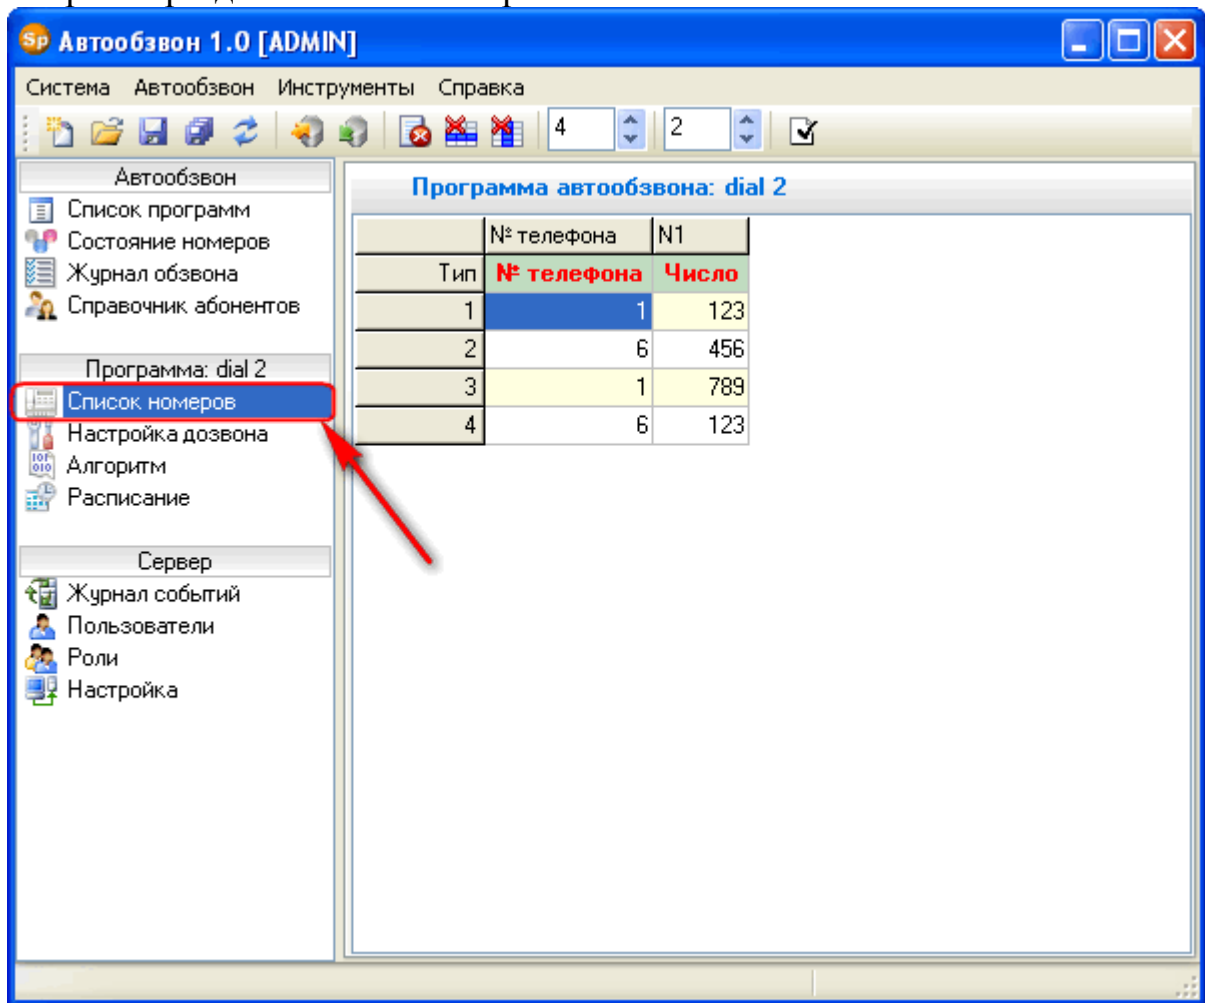 Sp Автообзвон 1.0 [ADMIN]
Система Автообзвон Инструменты Справка
4 2
Автообзвон
Список программ
Состояние номеров
Журнал обзвона
Справочник абонентов
Программа: dial 2
Список номеров
Настройка дозвона
Алгоритм
Расписание
Сервер
Журнал событий
Пользователи
Роли
Настройка
Программа автообзвона: dial 2
№ телефона N1
Тип № телефона Число
1 1 123
2 6 456
3 1 789
4 6 123